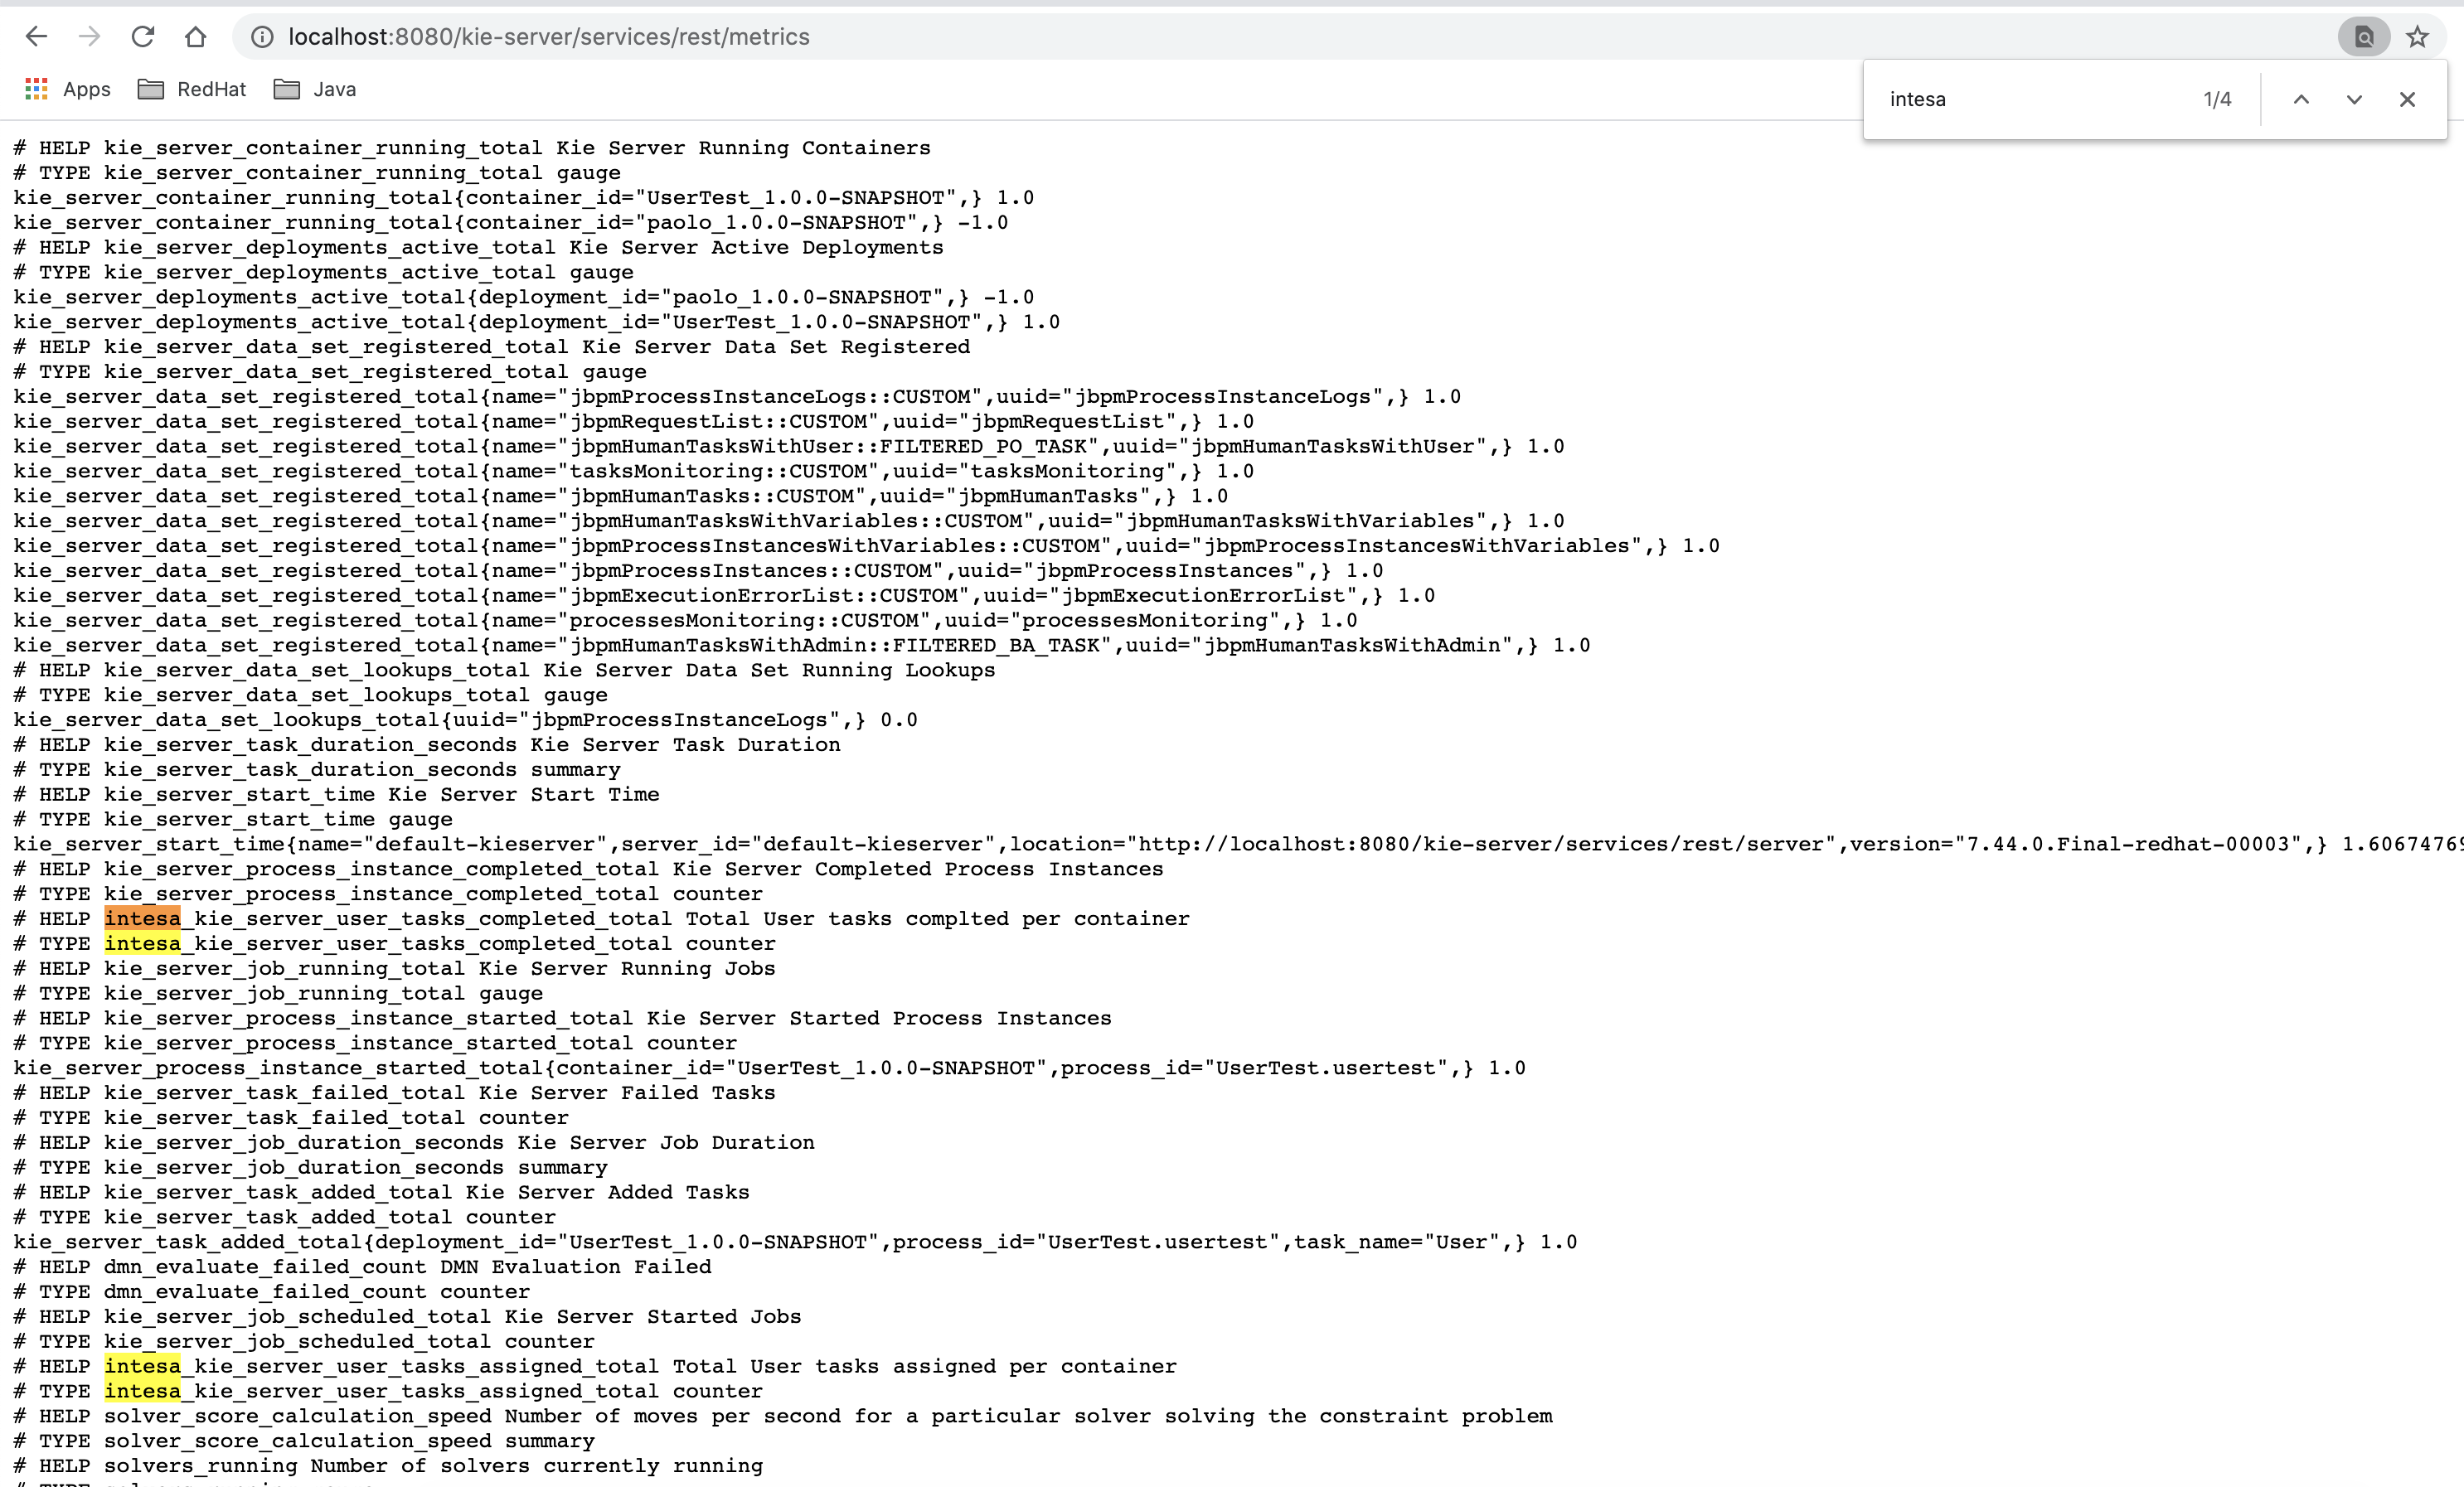 localhost:8080/kie-server/services/rest/metrics
Apps RedHat Java
intesa 1/4
# HELP kie_server_container_running_total Kie Server Running Containers
# TYPE kie_server_container_running_total gauge
kie_server_container_running_total{container_id="UserTest_1.0.0-SNAPSHOT",} 1.0
kie_server_container_running_total{container_id="paolo_1.0.0-SNAPSHOT",} -1.0
# HELP kie_server_deployments_active_total Kie Server Active Deployments
# TYPE kie_server_deployments_active_total gauge
kie_server_deployments_active_total{deployment_id="paolo_1.0.0-SNAPSHOT",} -1.0
kie_server_deployments_active_total{deployment_id="UserTest_1.0.0-SNAPSHOT",} 1.0
# HELP kie_server_data_set_registered_total Kie Server Data Set Registered
# TYPE kie_server_data_set_registered_total gauge
kie_server_data_set_registered_total{name="jbpmProcessInstanceLogs::CUSTOM",uuid="jbpmProcessInstanceLogs",} 1.0
kie_server_data_set_registered_total{name="jbpmRequestList::CUSTOM",uuid="jbpmRequestList",} 1.0
kie_server_data_set_registered_total{name="jbpmHumanTasksWithUser::FILTERED_PO_TASK",uuid="jbpmHumanTasksWithUser",} 1.0
kie_server_data_set_registered_total{name="tasksMonitoring::CUSTOM",uuid="tasksMonitoring",} 1.0
kie_server_data_set_registered_total{name="jbpmHumanTasks::CUSTOM",uuid="jbpmHumanTasks",} 1.0
kie_server_data_set_registered_total{name="jbpmHumanTasksWithVariables::CUSTOM",uuid="jbpmHumanTasksWithVariables",} 1.0
kie_server_data_set_registered_total{name="jbpmProcessInstancesWithVariables::CUSTOM",uuid="jbpmProcessInstancesWithVariables",} 1.0
kie_server_data_set_registered_total{name="jbpmProcessInstances::CUSTOM",uuid="jbpmProcessInstances",} 1.0
kie_server_data_set_registered_total{name="jbpmExecutionErrorList::CUSTOM",uuid="jbpmExecutionErrorList",} 1.0
kie_server_data_set_registered_total{name="processesMonitoring::CUSTOM",uuid="processesMonitoring",} 1.0
kie_server_data_set_registered_total{name="jbpmHumanTasksWithAdmin::FILTERED_BA_TASK",uuid="jbpmHumanTasksWithAdmin",} 1.0
# HELP kie_server_data_set_lookups_total Kie Server Data Set Running Lookups
# TYPE kie_server_data_set_lookups_total gauge
kie_server_data_set_lookups_total{uuid="jbpmProcessInstanceLogs",} 0.0
# HELP kie_server_task_duration_seconds Kie Server Task Duration
# TYPE kie_server_task_duration_seconds summary
# HELP kie_server_start_time Kie Server Start Time
# TYPE kie_server_start_time gauge
kie_server_start_time{name="default-kieserver",server_id="default-kieserver",location="http://localhost:8080/kie-server/services/rest/server",version="7.44.0.Final-redhat-00003",} 1.60674769
# HELP kie_server_process_instance_completed_total Kie Server Completed Process Instances
# TYPE kie_server_process_instance_completed_total counter
# HELP intesa_kie_server_user_tasks_completed_total Total User tasks complted per container
# TYPE intesa_kie_server_user_tasks_completed_total counter
# HELP kie_server_job_running_total Kie Server Running Jobs
# TYPE kie_server_job_running_total gauge
# HELP kie_server_process_instance_started_total Kie Server Started Process Instances
# TYPE kie_server_process_instance_started_total counter
kie_server_process_instance_started_total{container_id="UserTest_1.0.0-SNAPSHOT",process_id="UserTest.usertest",} 1.0
# HELP kie_server_task_failed_total Kie Server Failed Tasks
# TYPE kie_server_task_failed_total counter
# HELP kie_server_job_duration_seconds Kie Server Job Duration
# TYPE kie_server_job_duration_seconds summary
# HELP kie_server_task_added_total Kie Server Added Tasks
# TYPE kie_server_task_added_total counter
kie_server_task_added_total{deployment_id="UserTest_1.0.0-SNAPSHOT",process_id="UserTest.usertest",task_name="User",} 1.0
# HELP dmn_evaluate_failed_count DMN Evaluation Failed
# TYPE dmn_evaluate_failed_count counter
# HELP kie_server_job_scheduled_total Kie Server Started Jobs
# TYPE kie_server_job_scheduled_total counter
# HELP intesa_kie_server_user_tasks_assigned_total Total User tasks assigned per container
# TYPE intesa_kie_server_user_tasks_assigned_total counter
# HELP solver_score_calculation_speed Number of moves per second for a particular solver solving the constraint problem
# TYPE solver_score_calculation_speed summary
# HELP solvers_running Number of solvers currently running